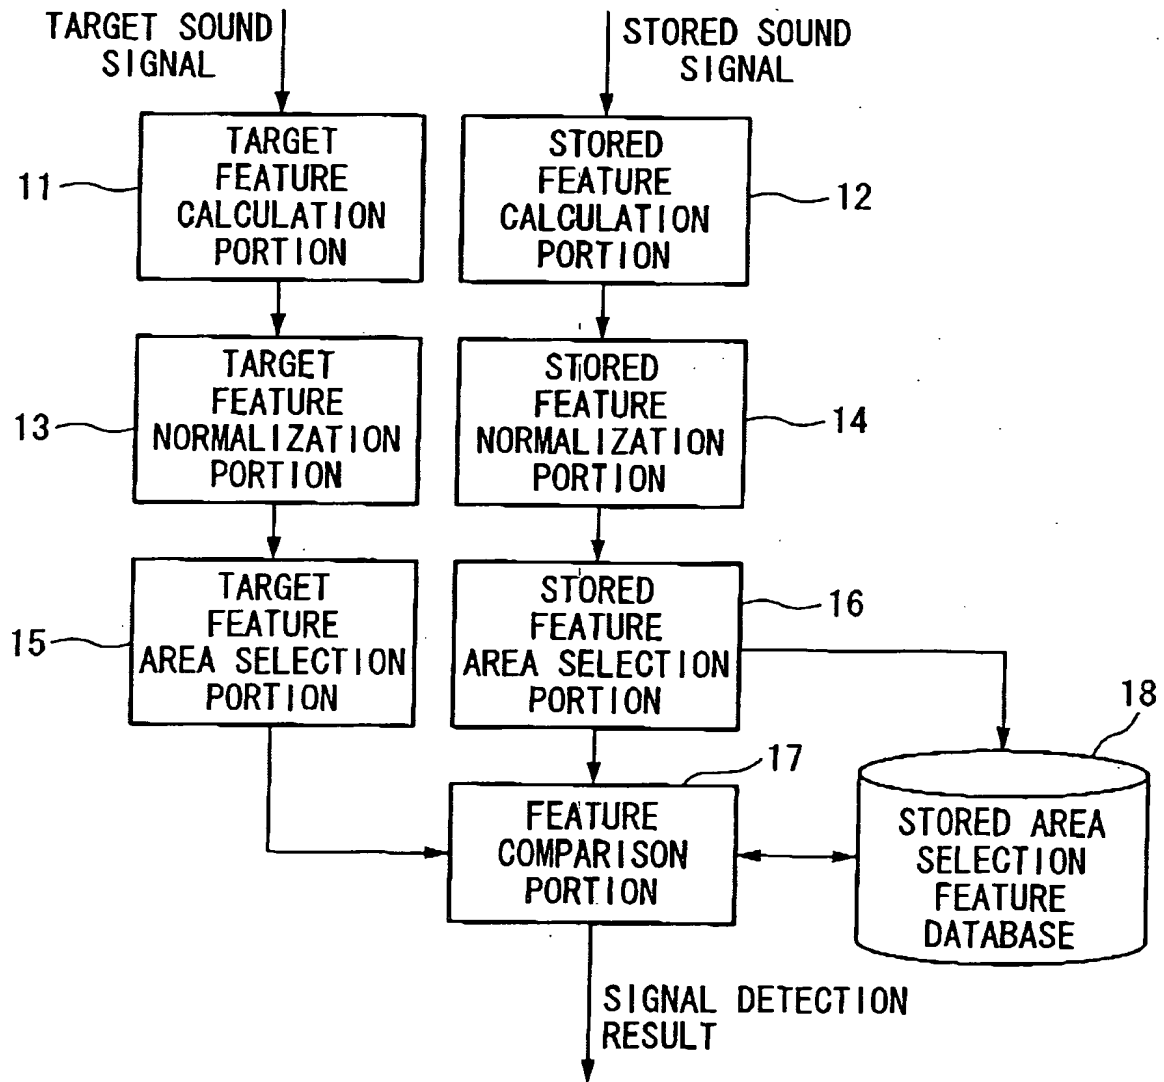 TARGET SOUND
SIGNAL
STORED SOUND
SIGNAL
TARGET
FEATURE
CALCULATION
PORTION
11
STORED
FEATURE
CALCULATION
PORTION
12
TARGET
FEATURE
NORMALIZATION
PORTION
13
STORED
FEATURE
NORMALIZATION
PORTION
14
TARGET
FEATURE
AREA SELECTION
PORTION
15
STORED
FEATURE
AREA SELECTION
PORTION
16
FEATURE
COMPARISON
PORTION
17
STORED AREA
SELECTION
FEATURE
DATABASE
18
SIGNAL DETECTION
RESULT